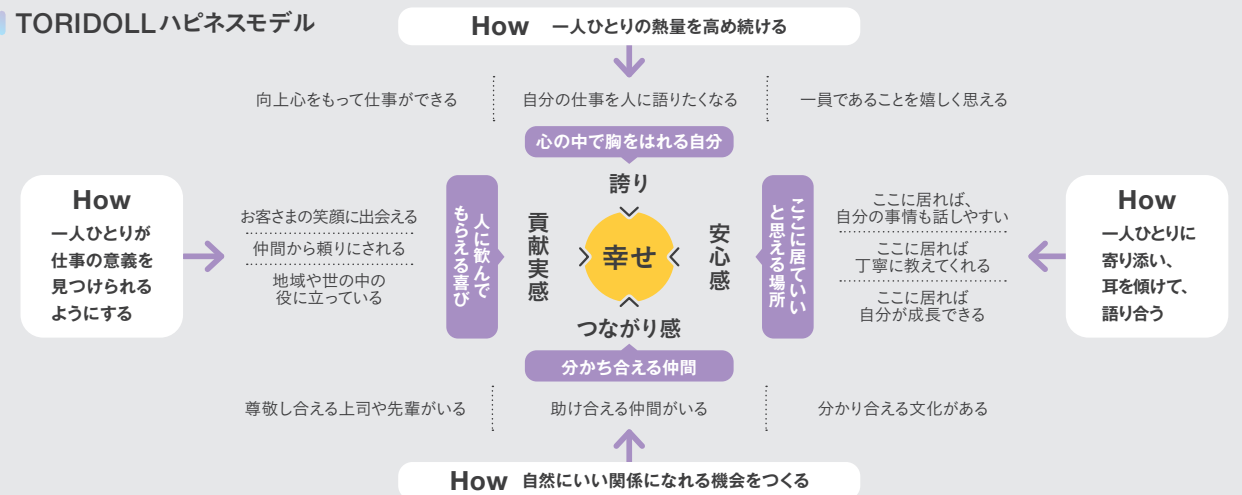 TORIDOLLハピネスモデル
How 一人ひとりの熱量を高め続ける
向上心をもって仕事ができる
自分の仕事を人に語りたくなる
一員であることを嬉しく思える
心の中で胸をはれる自分
誇り
How
一人ひとりが
仕事の意義を
見つけられる
ようにする
お客さまの笑顔に出会える
仲間から頼りにされる
地域や世の中の
役に立っている
人に歓んで
もらえる喜び
貢献実感
幸せ
安心感
ここに居ていい
と思える場所
ここに居れば、
自分の事情も話しやすい
ここに居れば
丁寧に教えてくれる
ここに居れば
自分が成長できる
How
一人ひとりに
寄り添い、
耳を傾けて、
語り合う
つながり感
分かち合える仲間
尊敬し合える上司や先輩がいる
助け合える仲間がいる
分かり合える文化がある
How 自然にいい関係になれる機会をつくる